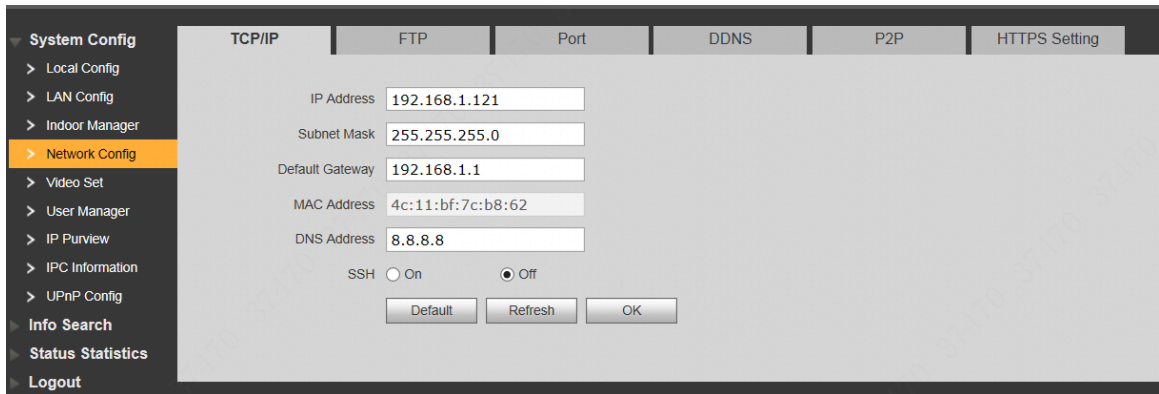 System Config
Local Config
LAN Config
Indoor Manager
Network Config
Video Set
User Manager
IP Purview
IPC Information
UPnP Config
Info Search
Status Statistics
Logout
TCP/IP FTP Port DDNS P2P HTTPS Setting
IP Address 192.168.1.121
Subnet Mask 255.255.255.0
Default Gateway 192.168.1.1
MAC Address 4c:11:bf:7c:b8:62
DNS Address 8.8.8.8
SSH On Off
Default Refresh OK